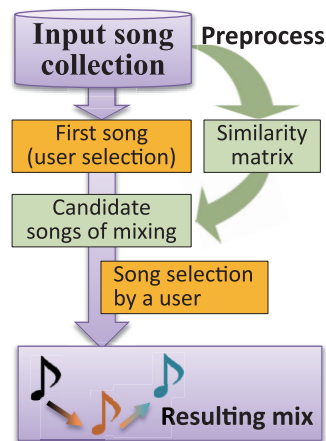 Input song
collection
Preprocess
First song
(user selection)
Similarity
matrix
Candidate
songs of mixing
Song selection
by a user
Resulting mix